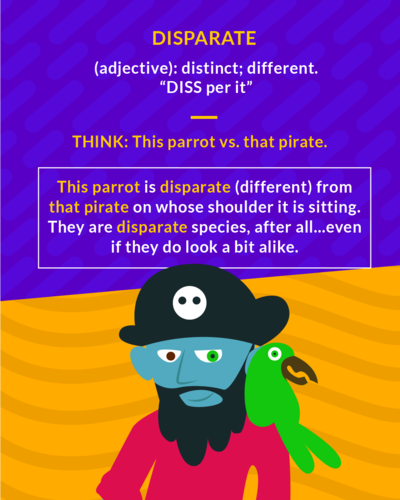 DISPARATE
(adjective): distinct; different.
“DISS per it”
THINK: This parrot vs. that pirate.
This parrot is disparate (different) from
that pirate on whose shoulder it is sitting.
They are disparate species, after all...even
if they do look a bit alike.